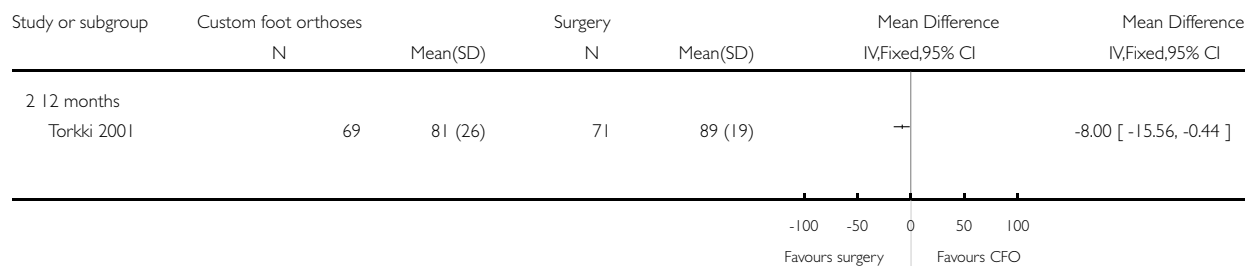 Study or subgroup Custom foot orthoses Surgery Mean Difference Mean Difference
N Mean(SD) N Mean(SD) IV,Fixed,95% CI IV,Fixed,95% CI
2 12 months
Torkki 2001 69 81 (26) 71 89 (19) -8.00 [ -15.56, -0.44 ]
-100 -50 0 50 100
Favours surgery Favours CFO